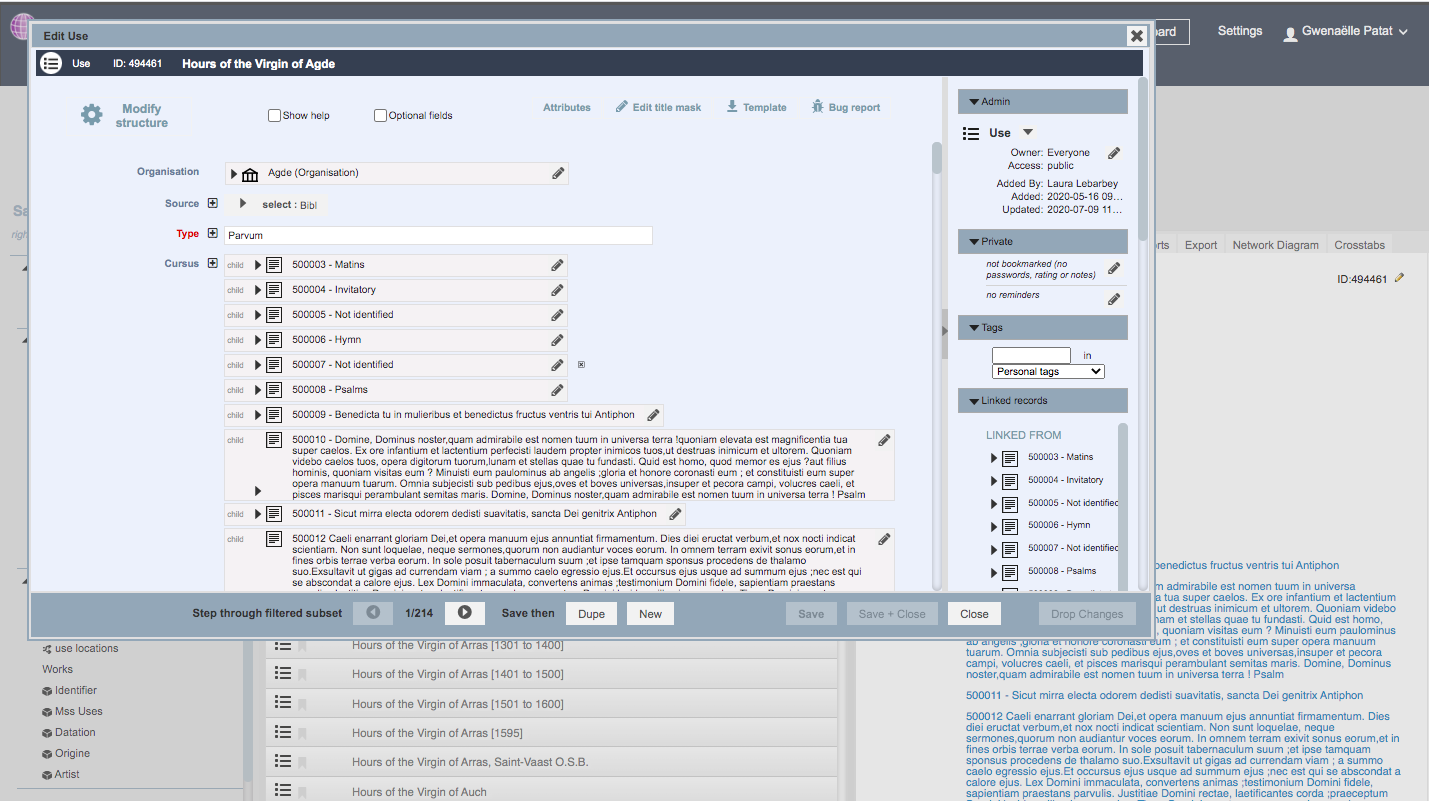 Edit Use
ard
Settings
Gwenaëlle Patat
Use ID: 494461 Hours of the Virgin of Agde
Modify
structure
Show help
Optional fields
Attributes
Edit title mask
Template
Bug report
Organisation
Agde (Organisation)
Source
select : Bibl
Type
Parvum
Cursus
child 500003 - Matins
child 500004 - Invitatory
child 500005 - Not identified
child 500006 - Hymn
child 500007 - Not identified
child 500008 - Psalms
child 500009 - Benedicta tu in mulieribus et benedictus fructus ventris tui Antiphon
child 500010 - Domine, Dominus noster,quam admirabile est nomen tuum in universa terra !quoniam elevata est magnificentia tua
super caelos. Ex ore infantium et lactentium perfecisti laudem propter inimicos tuos,ut destruas inimicum et ultorem. Quoniam
videbo caelos tuos, opera digitorum tuorum,lunam et stellas quae tu fundasti. Quid est homo, quod memor es ejus ?aut filius
hominis, quoniam visitas eum ? Minuisti eum paulominus ab angelis ;gloria et honore coronasti eum ; et constituisti eum super
opera manuum tuarum. Omnia subjecisti sub pedibus ejus,oves et boves universas,insuper et pecora campi, volucres caeli, et
pisces marisqui perambulant semitas maris. Domine, Dominus noster,quam admirabile est nomen tuum in universa terra ! Psalm
child 500011 - Sicut mirra electa odorem dedisti suavitatis, sancta Dei genitrix Antiphon
child 500012 Caeli enarrant gloriam Dei,et opera manuum ejus annuntiat firmamentum. Dies diei eructat verbum,et nox nocti indicat
scientiam. Non sunt loquelae, neque sermones,quorum non audiantur voces eorum. In omnem terram exivit sonus eorum,et in
fines orbis terrae verba eorum. In sole posuit tabernaculum suum ;et ipse tamquam sponsus procedens de thalamo
suo.Exsultavit ut gigas ad currendam viam ; a summo caelo egressio ejus.Et occursus ejus usque ad summum ejus ;nec est qui
se abscondat a calore ejus. Lex Domini immaculata, convertens animas ;testimonium Domini fidele, sapientiam praestans
Admin
Use
Owner: Everyone
Access: public
Added By: Laura Lebarbey
Added: 2020-05-16 09...
Updated: 2020-07-09 11...
Private
not bookmarked (no
passwords, rating or notes)
no reminders
Tags
in
Personal tags
Linked records
LINKED FROM
500003 - Matins
500004 - Invitatory
500005 - Not identified
500006 - Hymn
500007 - Not identified
500008 - Psalms
Step through filtered subset
1/214
Save then
Dupe
New
Save
Save + Close
Close
Drop Changes
Sa
righ
orts
Export
Network Diagram
Crosstabs
ID:494461
use locations
Works
Identifier
Mss Uses
Datation
Origine
Artist
Hours of the Virgin of Arras [1301 to 1400]
Hours of the Virgin of Arras [1401 to 1500]
Hours of the Virgin of Arras [1501 to 1600]
Hours of the Virgin of Arras [1595]
Hours of the Virgin of Arras, Saint-Vaast O.S.B.
Hours of the Virgin of Auch
benedictus fructus ventris tui Antiphon
m admirabile est nomen tuum in universa
a tua super caelos. Ex ore infantium et lactentium
ut destruas inimicum et ultorem. Quoniam videbo
nam et stellas quae tu fundasti. Quid est homo,
, quoniam visitas eum ? Minuisti eum paulominus
ab angelis ;gloria et honore coronasti eum ; et constituisti eum super opera manuum
tuarum. Omnia subjecisti sub pedibus ejus,oves et boves universas,insuper et pecora
campi, volucres caeli, et pisces marisqui perambulant semitas maris. Domine, Dominus
noster,quam admirabile est nomen tuum in universa terra ! Psalm
500011 - Sicut mirra electa odorem dedisti suavitatis, sancta Dei genitrix Antiphon
500012 Caeli enarrant gloriam Dei,et opera manuum ejus annuntiat firmamentum. Dies
diei eructat verbum,et nox nocti indicat scientiam. Non sunt loquelae, neque
sermones,quorum non audiantur voces eorum. In omnem terram exivit sonus eorum,et in
fines orbis terrae verba eorum. In sole posuit tabernaculum suum ;et ipse tamquam
sponsus procedens de thalamo suo.Exsultavit ut gigas ad currendam viam ; a summo
caelo egressio ejus.Et occursus ejus usque ad summum ejus ;nec est qui se abscondat a
calore ejus. Lex Domini immaculata, convertens animas ;testimonium Domini fidele,
sapientiam praestans parvulis. Justitiae Domini rectae, laetificantes corda ;praeceptum